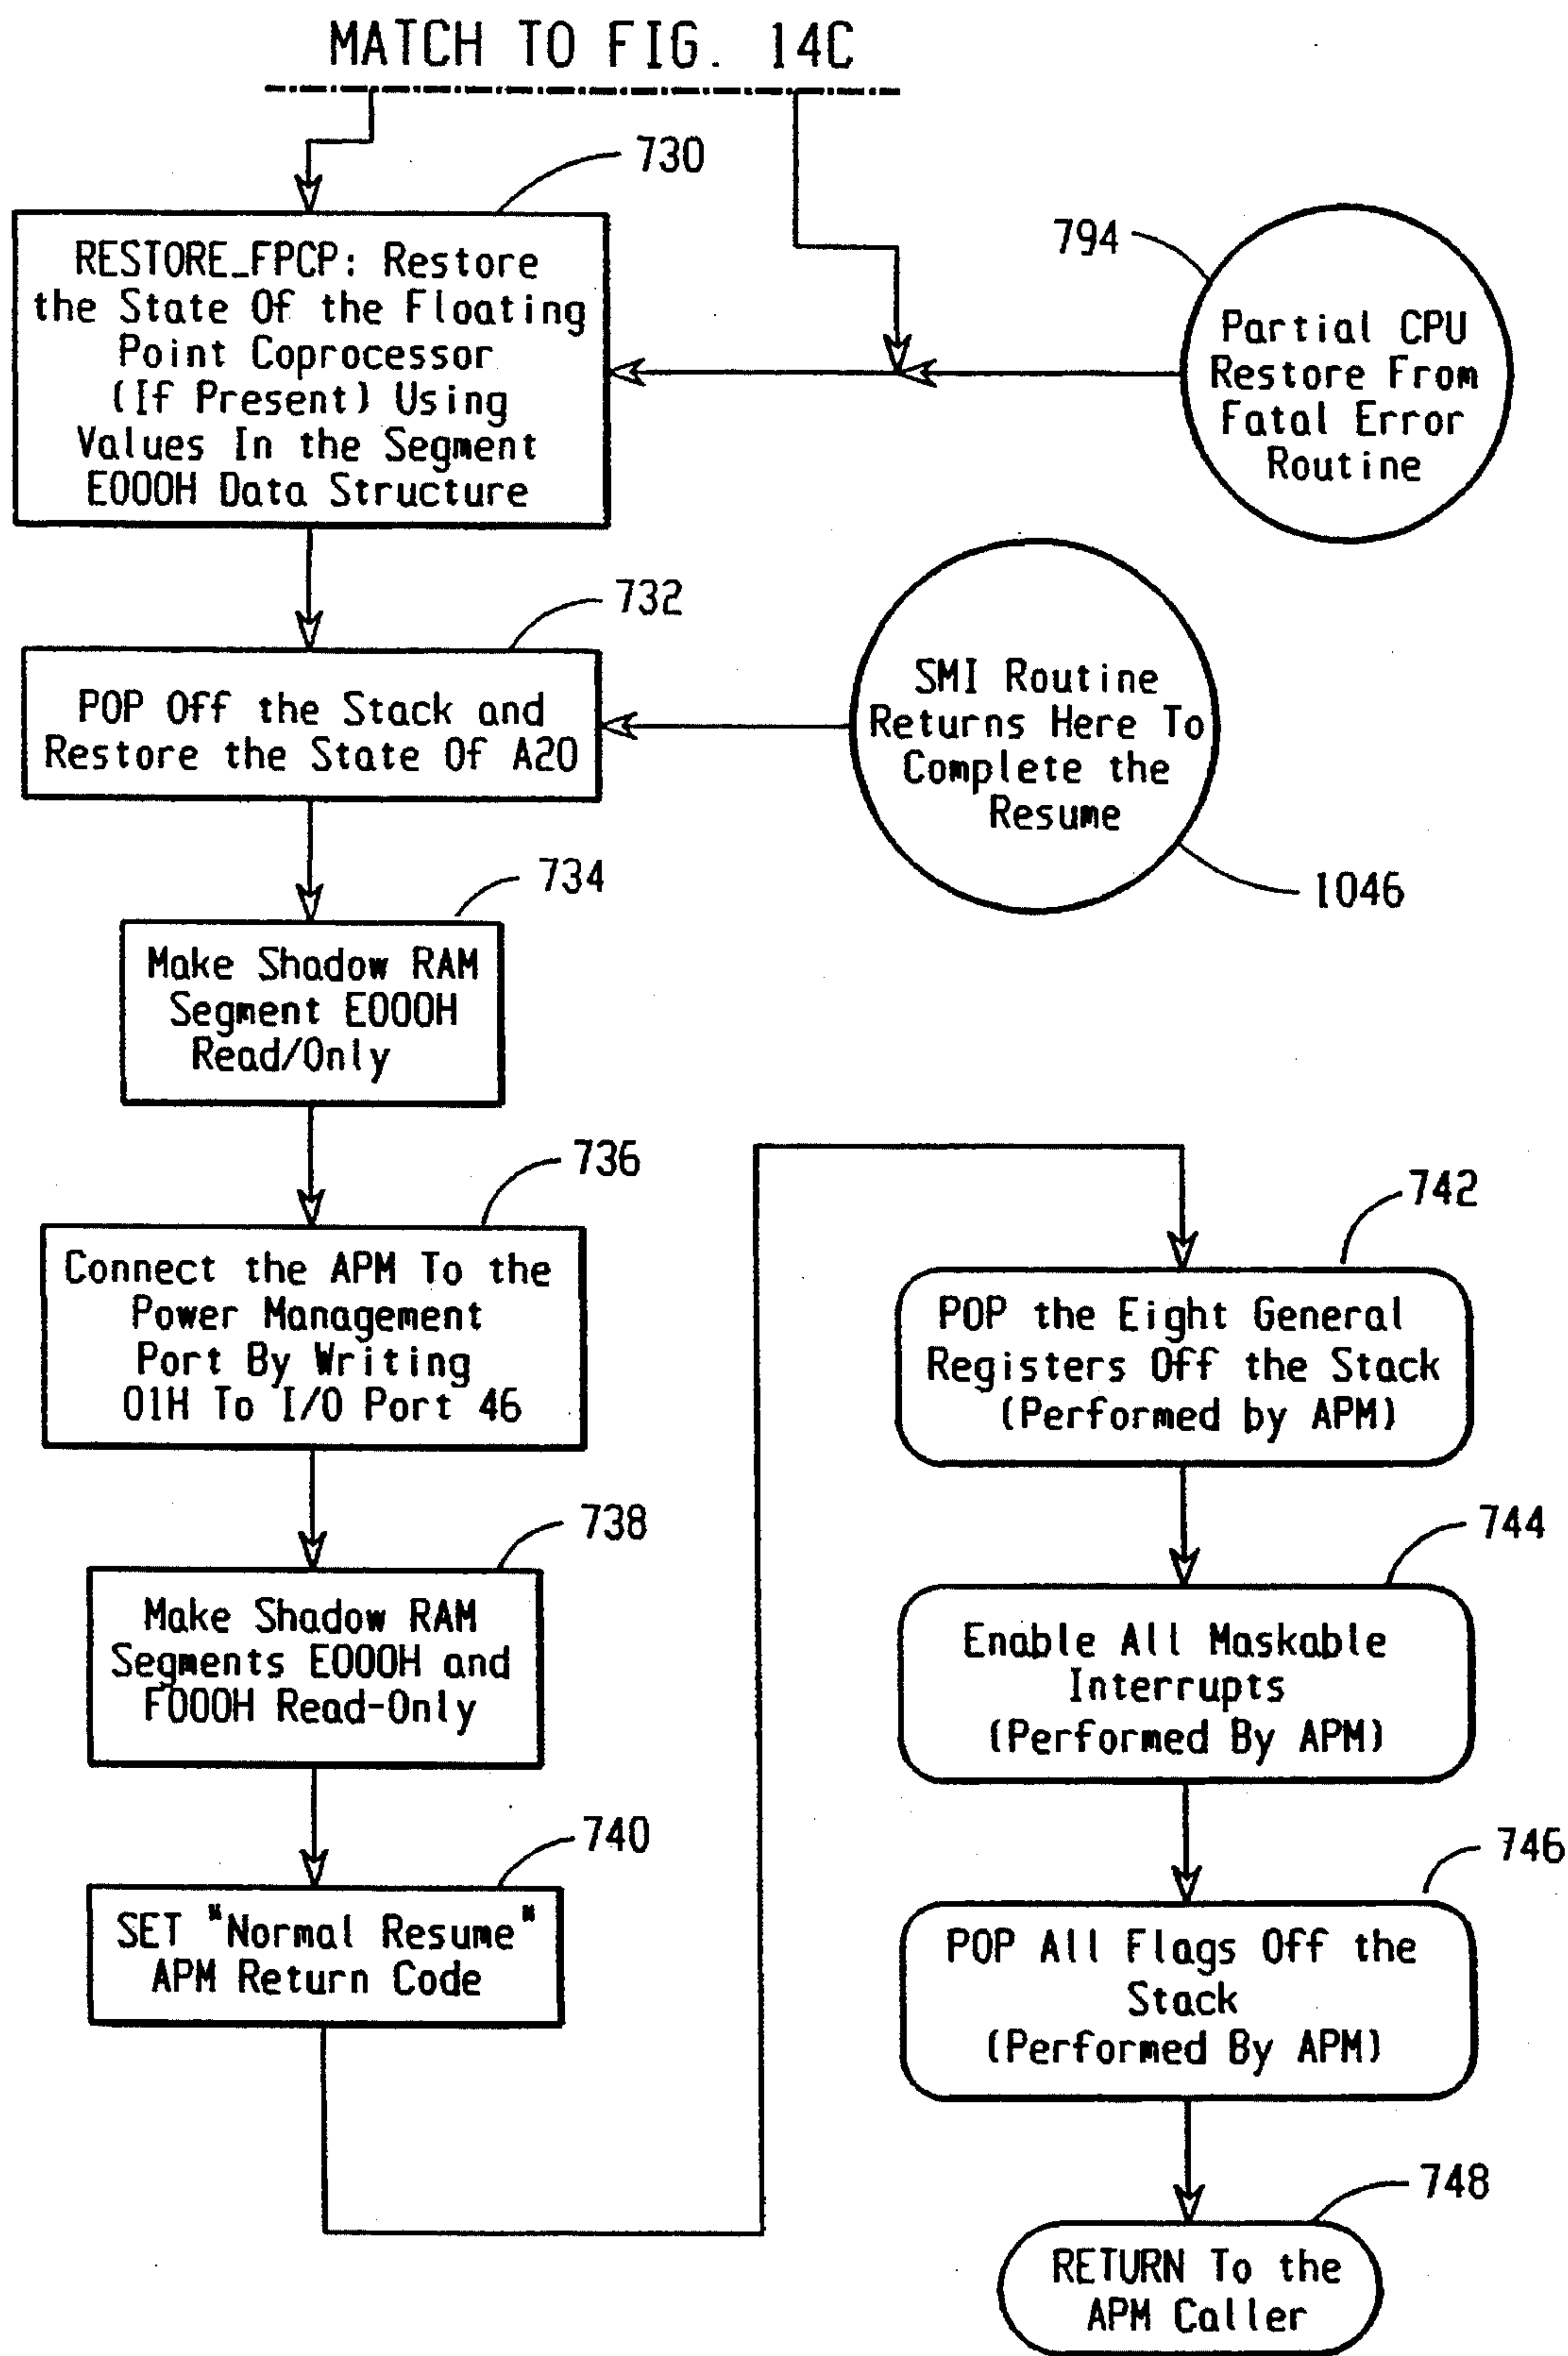 MATCH TO FIG. 14C
730
RESTORE_FPCP: Restore
the State Of the Floating
Point Coprocessor
(If Present) Using
Values In the Segment
E000H Data Structure
794
Partial CPU
Restore From
Fatal Error
Routine
732
POP Off the Stack and
Restore the State Of A20
SMI Routine
Returns Here To
Complete the
Resume
1046
734
Make Shadow RAM
Segment E000H
Read/Only
736
Connect the APM To the
Power Management
Port By Writing
01H To I/O Port 46
738
Make Shadow RAM
Segments E000H and
F000H Read-Only
740
SET "Normal Resume"
APM Return Code
742
POP the Eight General
Registers Off the Stack
(Performed by APM)
744
Enable All Maskable
Interrupts
(Performed By APM)
746
POP All Flags Off the
Stack
(Performed By APM)
748
RETURN To the
APM Caller